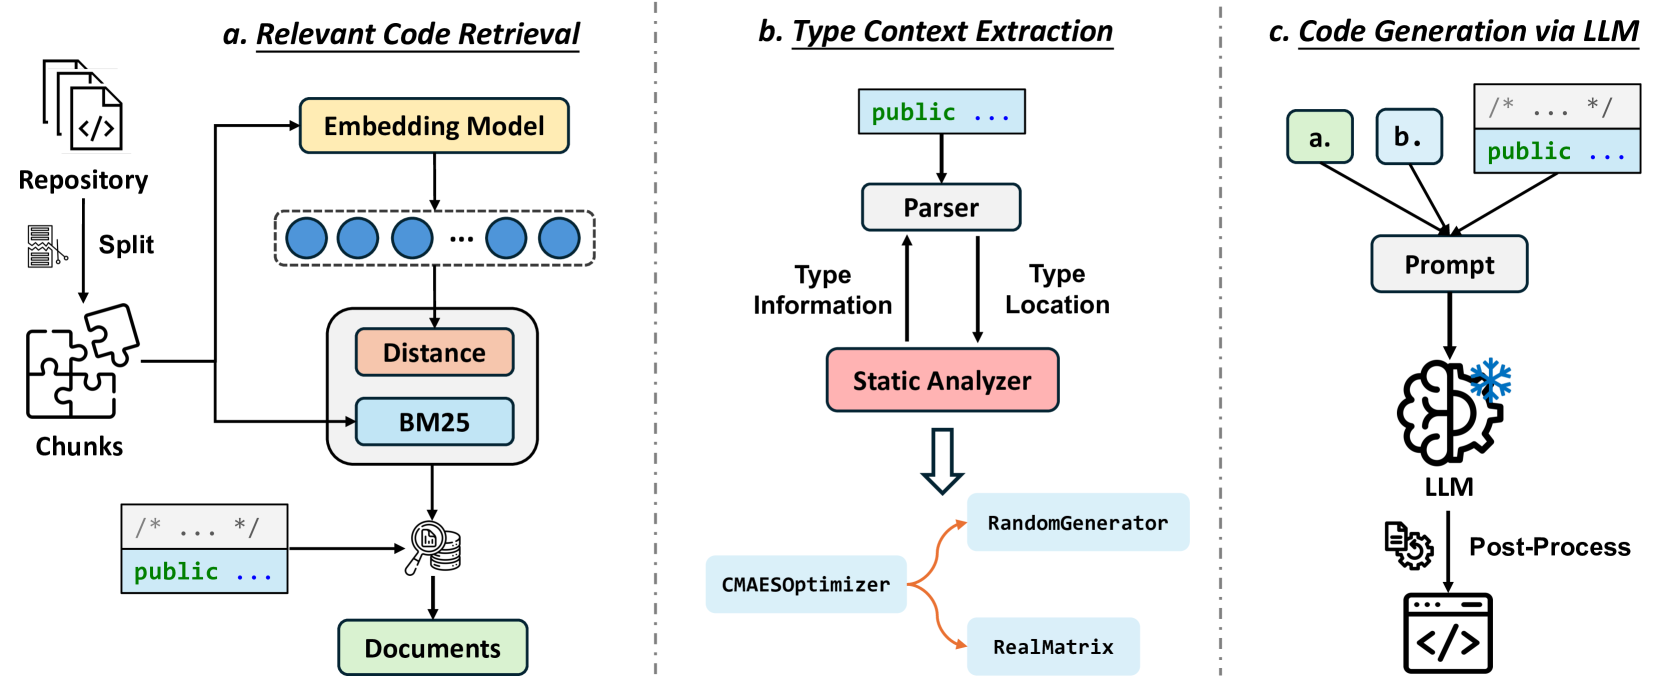 a. Relevant Code Retrieval
Repository
Split
Chunks
Embedding Model
...
Distance
BM25
/* ... */
public ...
Documents
b. Type Context Extraction
public ...
Parser
Type
Information
Type
Location
Static Analyzer
CMAESOptimizer
RandomGenerator
RealMatrix
c. Code Generation via LLM
a.
b.
/* ... */
public ...
Prompt
</>
LLM
Post-Process
</>